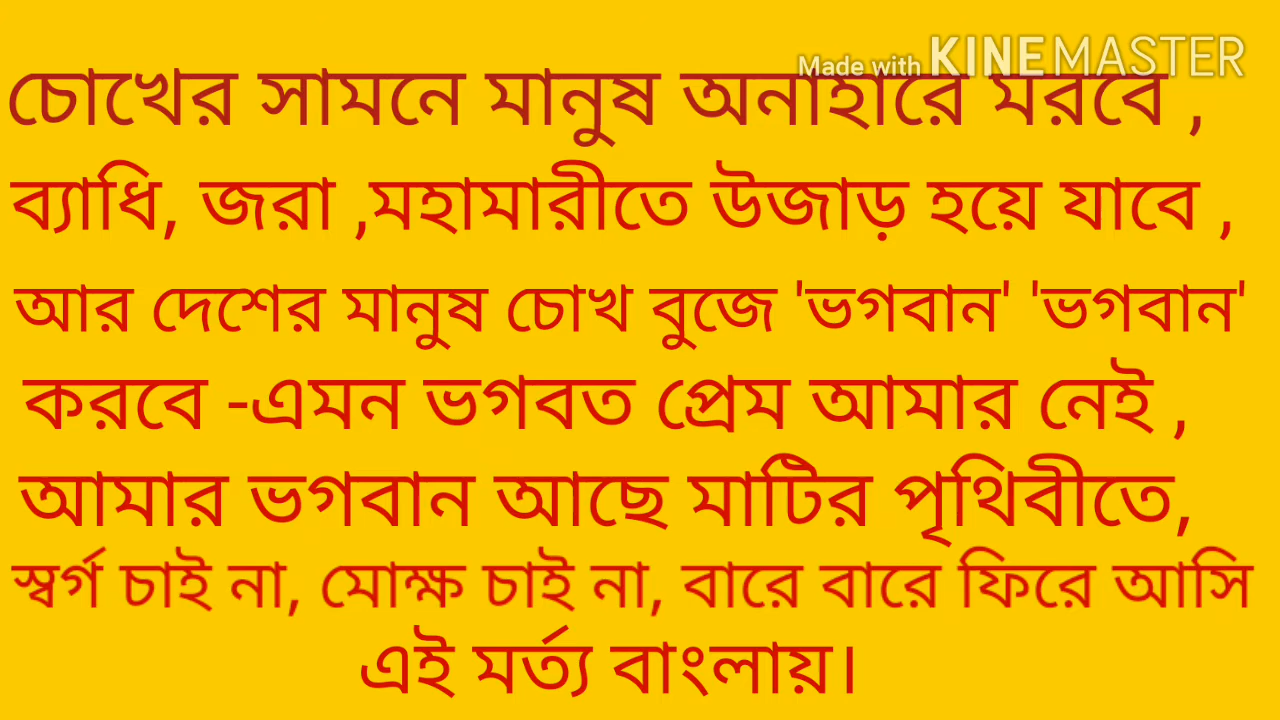 Made with KINEMASTER
চোখের সামনে মানুষ অনাহারে মরবে ,
ব্যাধি, জরা ,মহামারীতে উজাড় হয়ে যাবে ,
আর দেশের মানুষ চোখ বুজে 'ভগবান' 'ভগবান'
করবে -এমন ভগবত প্রেম আমার নেই ,
আমার ভগবান আছে মাটির পৃথিবীতে,
স্বর্গ চাই না, মোক্ষ চাই না, বারে বারে ফিরে আসি
এই মর্ত্য বাংলায়।